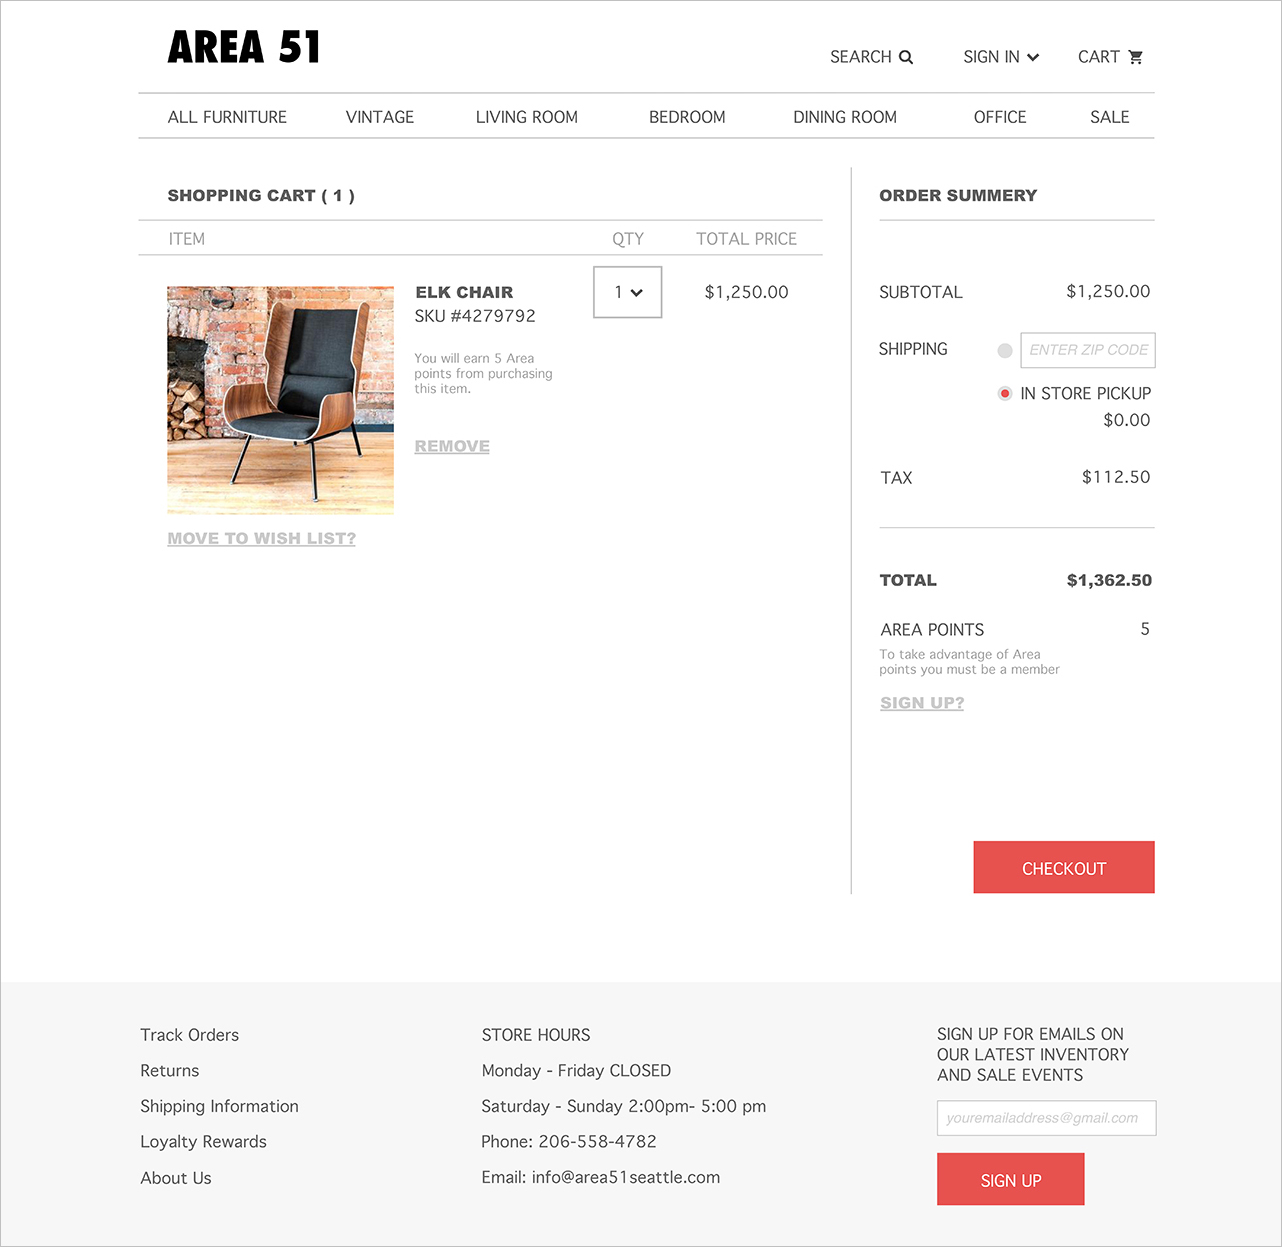 AREA 51
SEARCH SIGN IN CART
ALL FURNITURE VINTAGE LIVING ROOM BEDROOM DINING ROOM OFFICE SALE
SHOPPING CART ( 1 )
ITEM QTY TOTAL PRICE
ELK CHAIR 1 $1,250.00
SKU #4279792
You will earn 5 Area
points from purchasing
this item.
REMOVE
MOVE TO WISH LIST?
ORDER SUMMERY
SUBTOTAL $1,250.00
SHIPPING ENTER ZIP CODE
IN STORE PICKUP
$0.00
TAX $112.50
TOTAL $1,362.50
AREA POINTS 5
To take advantage of Area
points you must be a member
SIGN UP?
CHECKOUT
Track Orders
Returns
Shipping Information
Loyalty Rewards
About Us
STORE HOURS
Monday - Friday CLOSED
Saturday - Sunday 2:00pm- 5:00 pm
Phone: 206-558-4782
Email: info@area51seattle.com
SIGN UP FOR EMAILS ON
OUR LATEST INVENTORY
AND SALE EVENTS
youremailaddress@gmail.com
SIGN UP